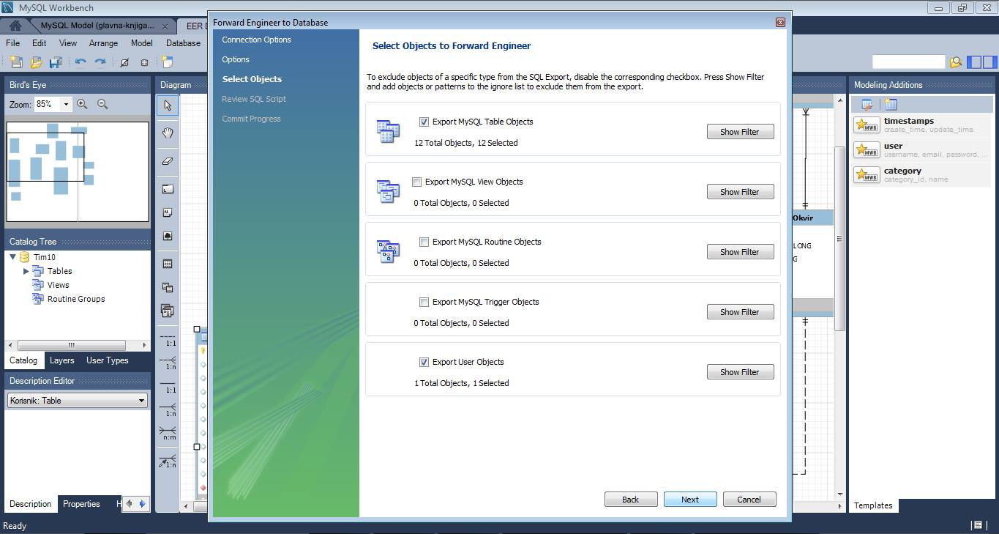 MySQL Workbench
MySQL Model (glavna-knjiga....
EER D
File Edit View Arrange Model Database
Bird's Eye
Zoom: 85%
Catalog Tree
Tim10
Tables
Views
Routine Groups
Catalog Layers User Types
Description Editor
Korisnik: Table
Description Properties H
Ready
Diagram
1:1
1:n
1:1
1:n
n:m
1:n
Forward Engineer to Database
Connection Options
Options
Select Objects
Review SQL Script
Commit Progress
Select Objects to Forward Engineer
To exclude objects of a specific type from the SQL Export, disable the corresponding checkbox. Press Show Filter
and add objects or patterns to the ignore list to exclude them from the export.
Export MySQL Table Objects
12 Total Objects, 12 Selected
Show Filter
Export MySQL View Objects
0 Total Objects, 0 Selected
Show Filter
Export MySQL Routine Objects
0 Total Objects, 0 Selected
Show Filter
Export MySQL Trigger Objects
0 Total Objects, 0 Selected
Show Filter
Export User Objects
1 Total Objects, 1 Selected
Show Filter
Back Next Cancel
Okvir
LONG
G
Modeling Additions
MWB
timestamps
create_time, update_time
MWB
user
username, email, password, ...
MWB
category
category_id, name
Templates